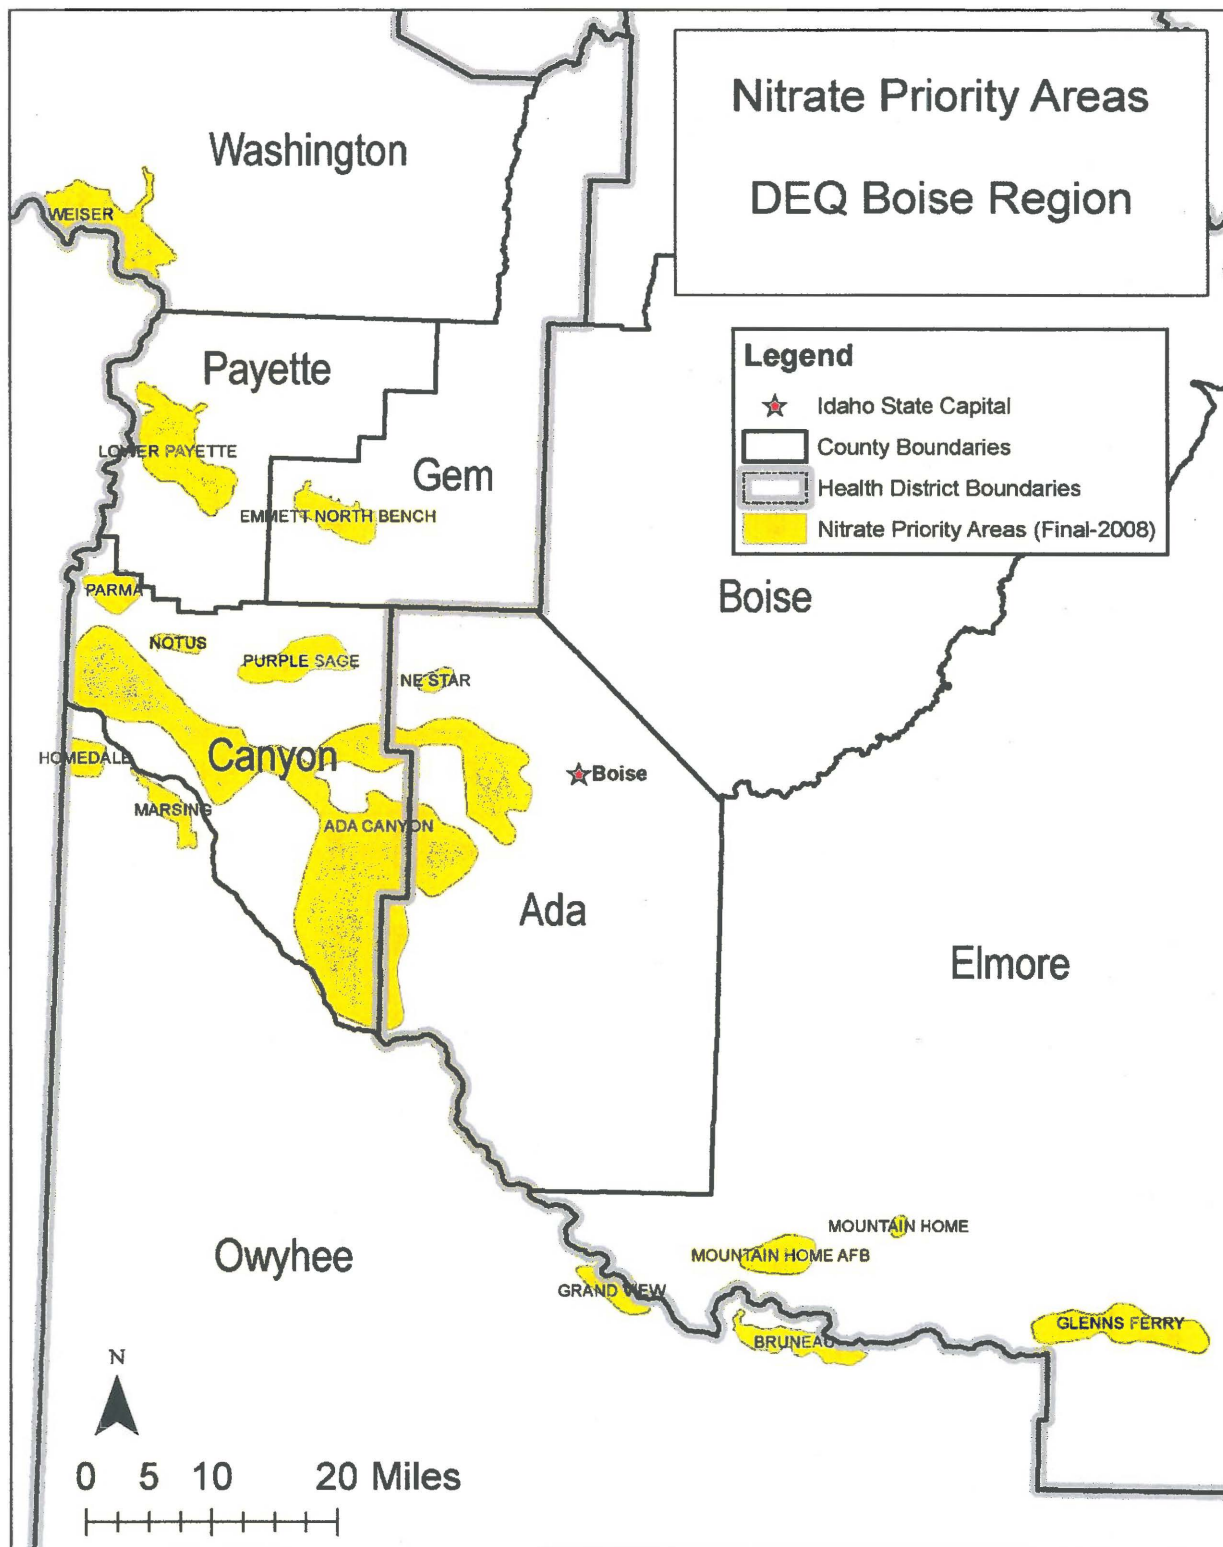 Nitrate Priority Areas
DEQ Boise Region
Washington
WEISER
Legend
Idaho State Capital
County Boundaries
Health District Boundaries
Nitrate Priority Areas (Final-2008)
Payette
LOWER PAYETTE
Gem
EMMETT NORTH BENCH
Boise
PARMA
NOTUS
PURPLE SAGE
NE STAR
HOMEDALE
Canyon
Boise
MARSING
ADA CANYON
Ada
Elmore
Owyhee
MOUNTAIN HOME
MOUNTAIN HOME AFB
GRAND VIEW
BRUNEAU
GLENNS FERRY
N
0 5 10 20 Miles